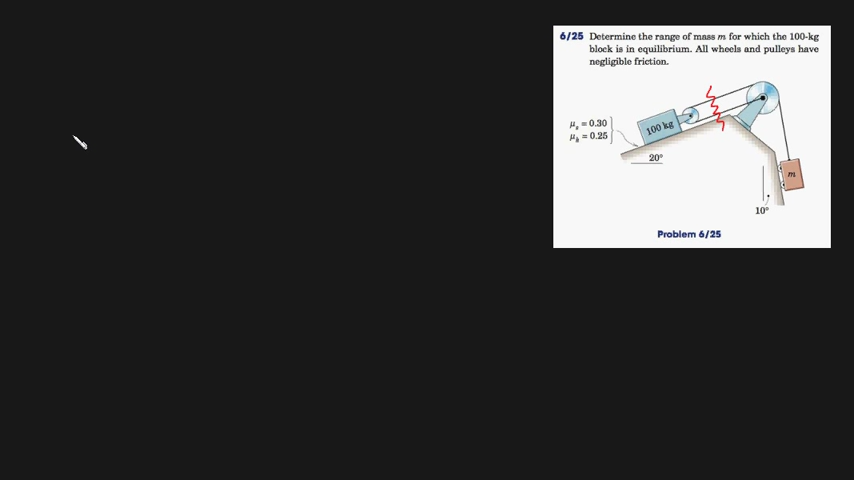 6/25 Determine the range of mass m for which the 100-kg
block is in equilibrium. All wheels and pulleys have
negligible friction.
μs = 0.30
μk = 0.25
100 kg
20°
m
10°
Problem 6/25